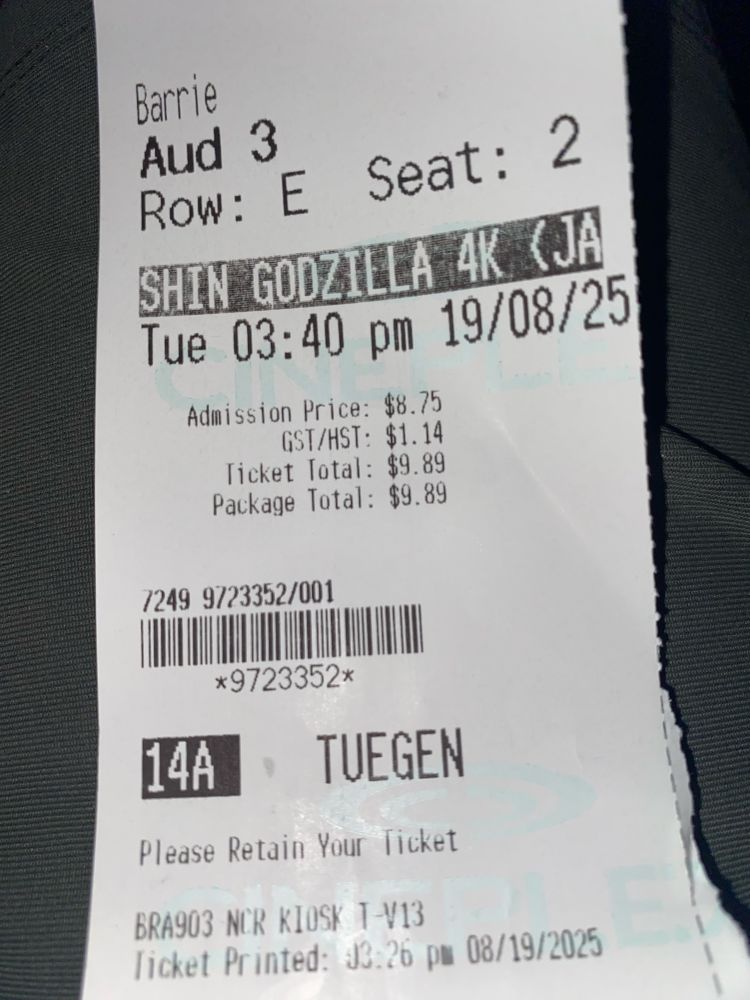 Barrie
Aud 3
Row: E Seat: 2
SHIN GODZILLA 4K (JA
Tue 03:40 pm 19/08/25
CINEPLE
Admission Price: $8.75
GST/HST: $1.14
Ticket Total: $9.89
Package Total: $9.89
7249 9723352/001
*9723352*
14A TUEGEN
Please Retain Your Ticket
CINEPLEX
BRA903 NCR KIOSK T-V13
Ticket Printed: 03:26 pm 08/19/2025